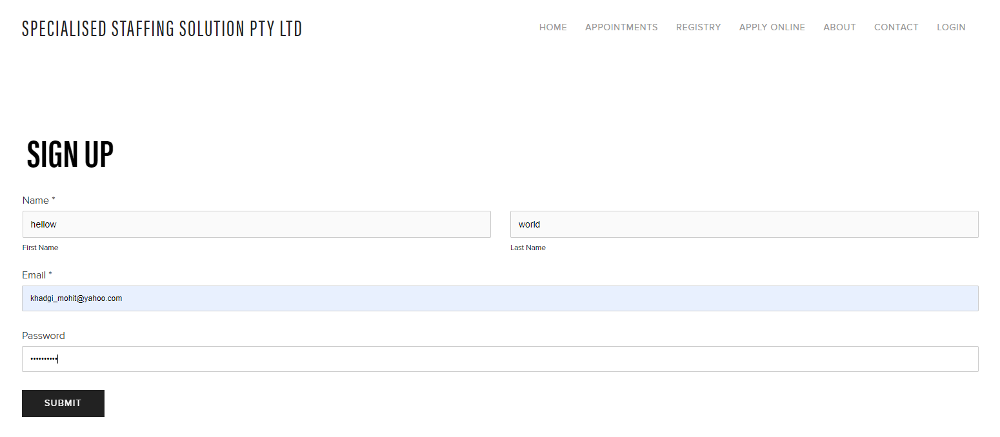 SPECIALISED STAFFING SOLUTION PTY LTD
HOME APPOINTMENTS REGISTRY APPLY ONLINE ABOUT CONTACT LOGIN
SIGN UP
Name *
hellow world
First Name Last Name
Email *
khadgi_mohit@yahoo.com
Password
••••••••••
SUBMIT